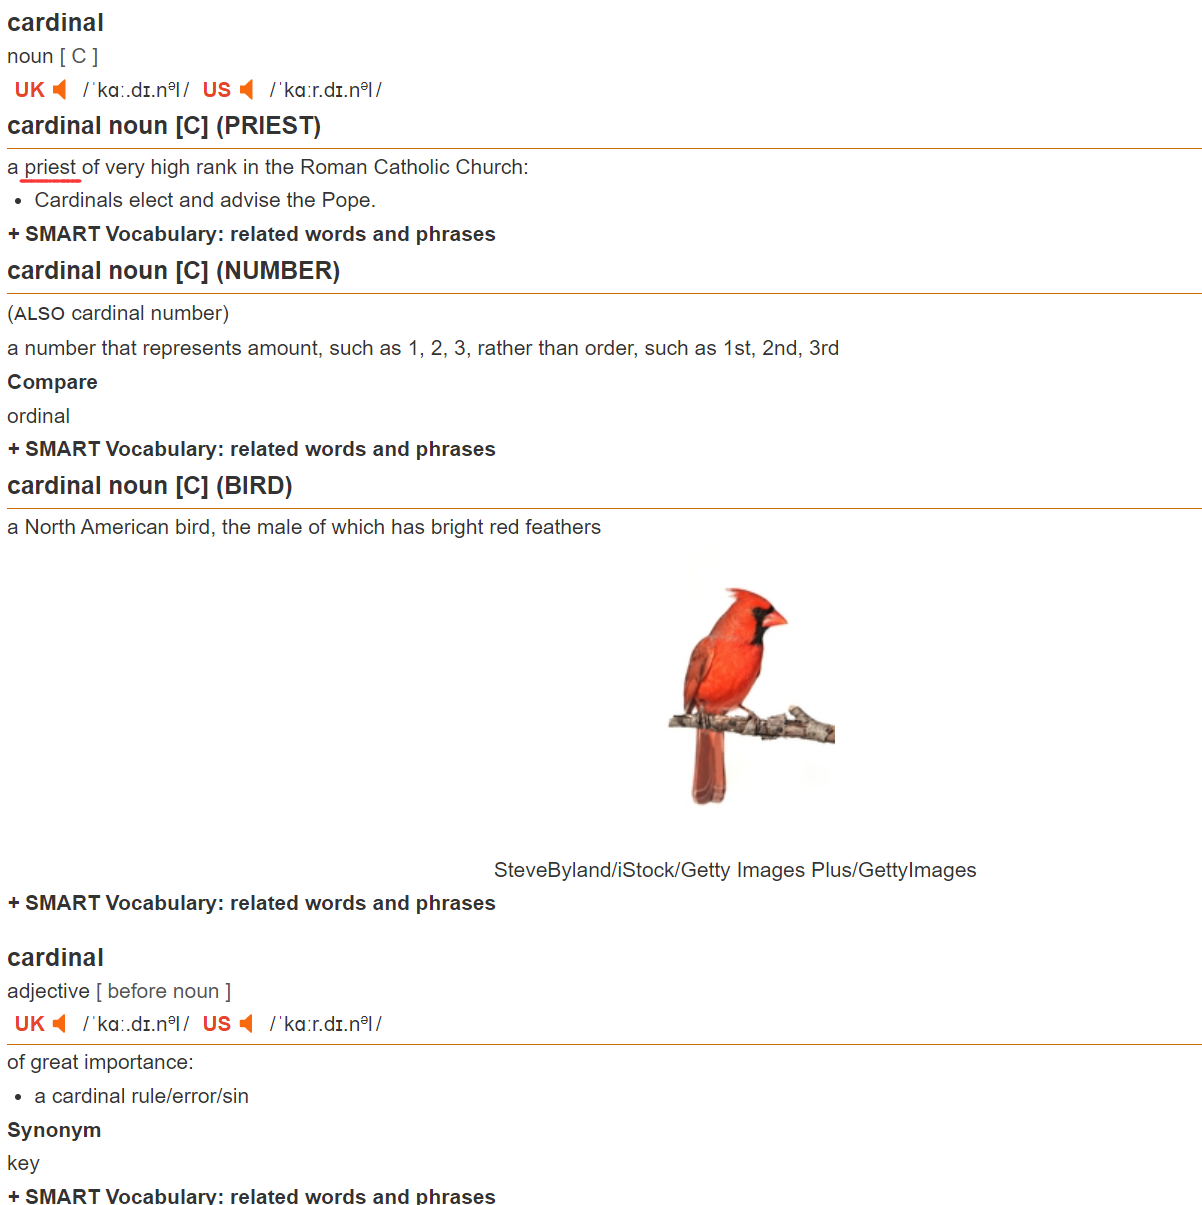 cardinal
noun [ C ]
UK /ˈkɑː.dɪ.nᵊl/ US /ˈkɑːr.dɪ.nᵊl/
cardinal noun [C] (PRIEST)
a priest of very high rank in the Roman Catholic Church:
• Cardinals elect and advise the Pope.
+ SMART Vocabulary: related words and phrases
cardinal noun [C] (NUMBER)
(ALSO cardinal number)
a number that represents amount, such as 1, 2, 3, rather than order, such as 1st, 2nd, 3rd
Compare
ordinal
+ SMART Vocabulary: related words and phrases
cardinal noun [C] (BIRD)
a North American bird, the male of which has bright red feathers
SteveByland/iStock/Getty Images Plus/GettyImages
+ SMART Vocabulary: related words and phrases
cardinal
adjective [ before noun ]
UK /ˈkɑː.dɪ.nᵊl/ US /ˈkɑːr.dɪ.nᵊl/
of great importance:
• a cardinal rule/error/sin
Synonym
key
+ SMART Vocabulary: related words and phrases